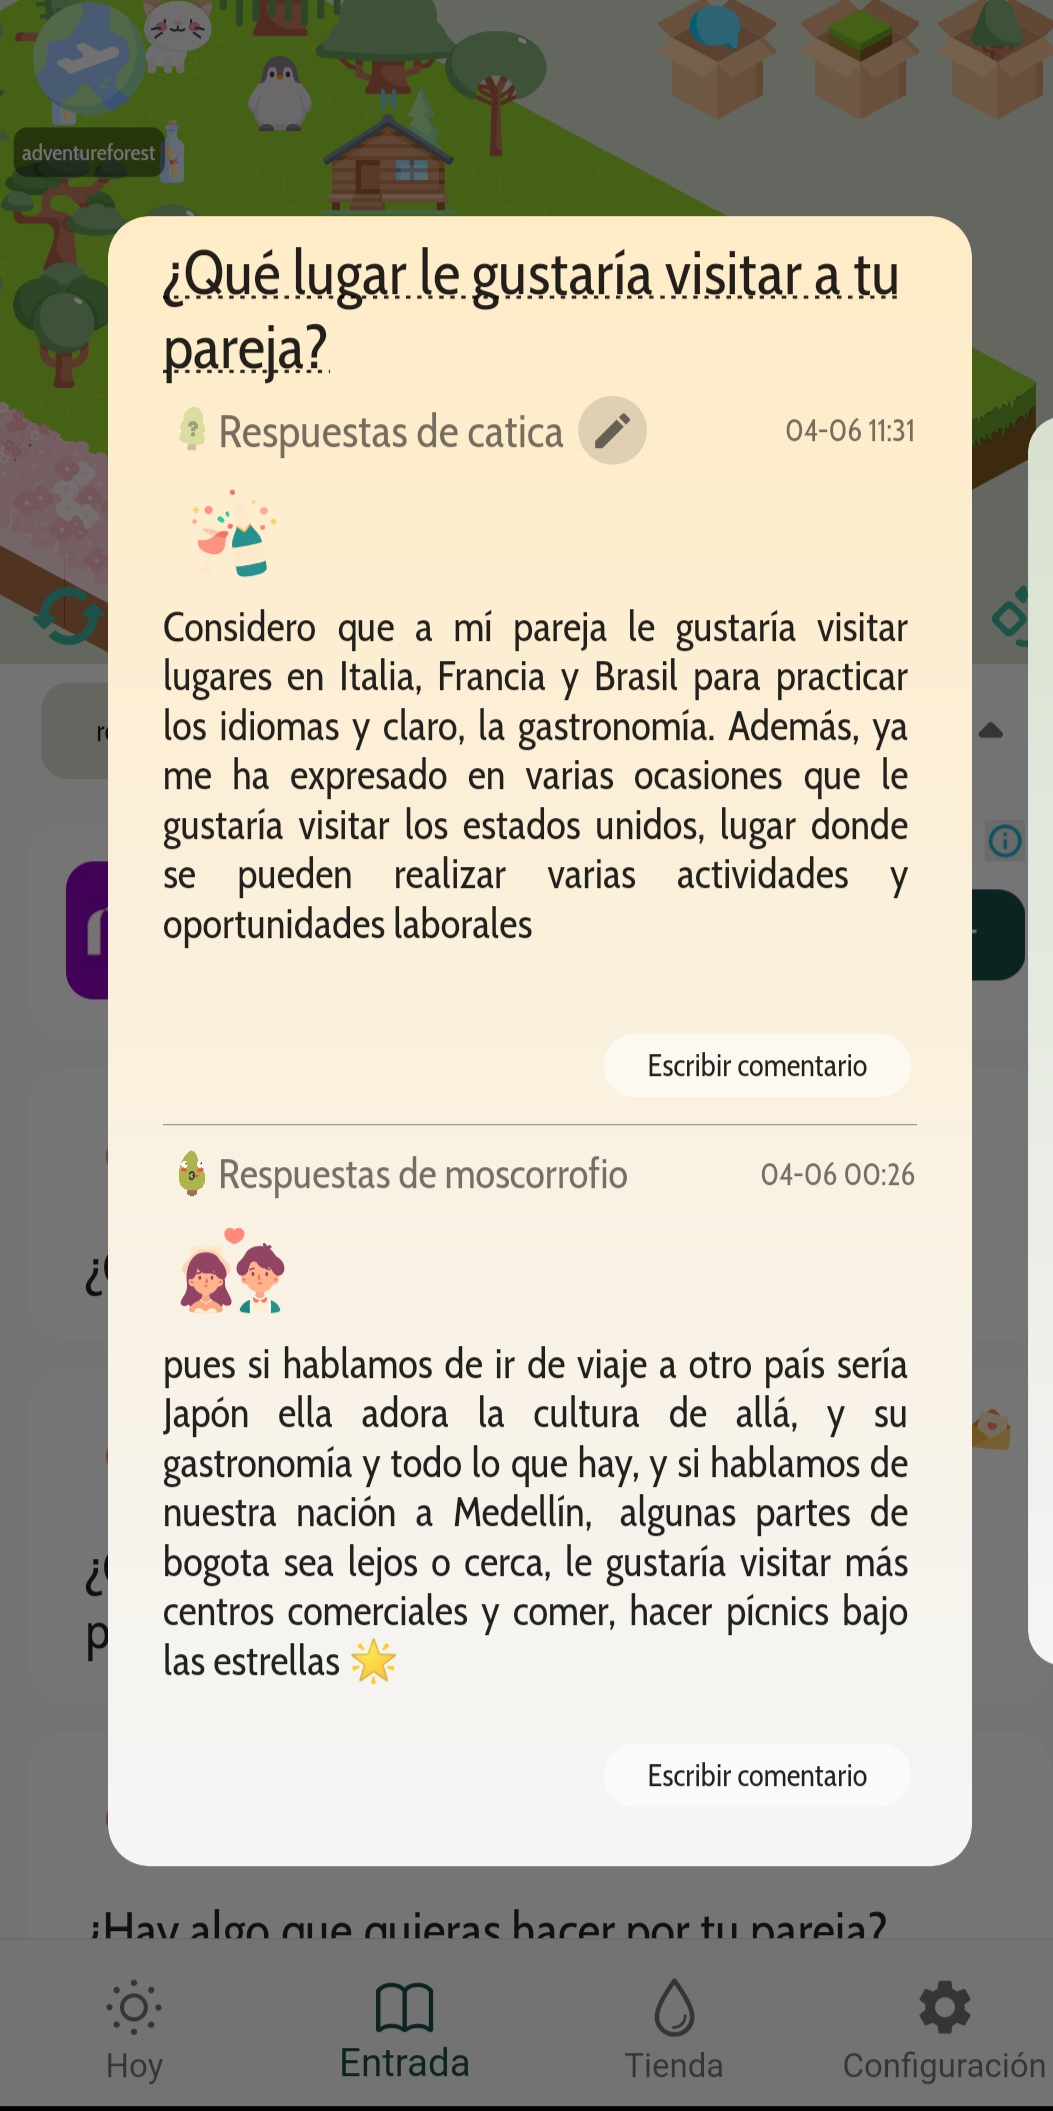 adventureforest
¿Qué lugar le gustaría visitar a tu
pareja?
Respuestas de catica
04-06 11:31
Considero que a mí pareja le gustaría visitar
lugares en Italia, Francia y Brasil para practicar
los idiomas y claro, la gastronomía. Además, ya
me ha expresado en varias ocasiones que le
gustaría visitar los estados unidos, lugar donde
se pueden realizar varias actividades y
oportunidades laborales
Escribir comentario
Respuestas de moscorrofio
04-06 00:26
pues si hablamos de ir de viaje a otro país sería
Japón ella adora la cultura de allá, y su
gastronomía y todo lo que hay, y si hablamos de
nuestra nación a Medellín, algunas partes de
bogota sea lejos o cerca, le gustaría visitar más
centros comerciales y comer, hacer pícnics bajo
las estrellas 🌟
Escribir comentario
¿Hay algo que quieras hacer por tu pareja?
Hoy
Entrada
Tienda
Configuración